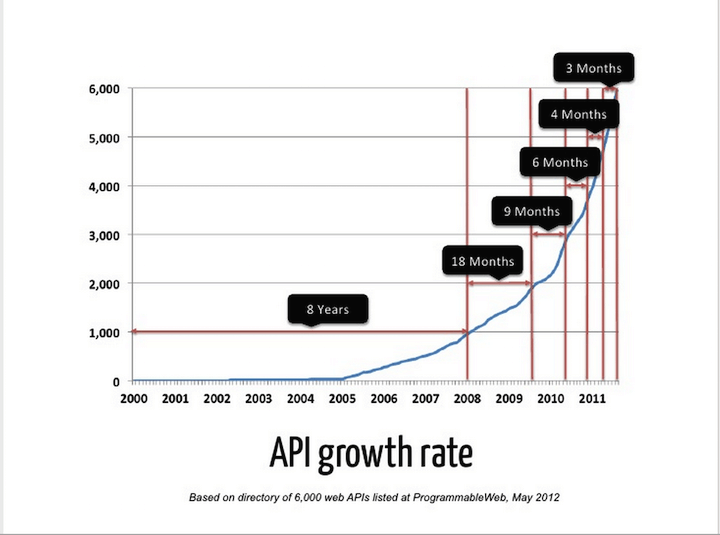 3 Months
6,000
4 Months
5,000
6 Months
4,000
9 Months
3,000
18 Months
2,000
8 Years
1,000
0
2000 2001 2002 2003 2004 2005 2006 2007 2008 2009 2010 2011
API growth rate
Based on directory of 6,000 web APIs listed at ProgrammableWeb, May 2012